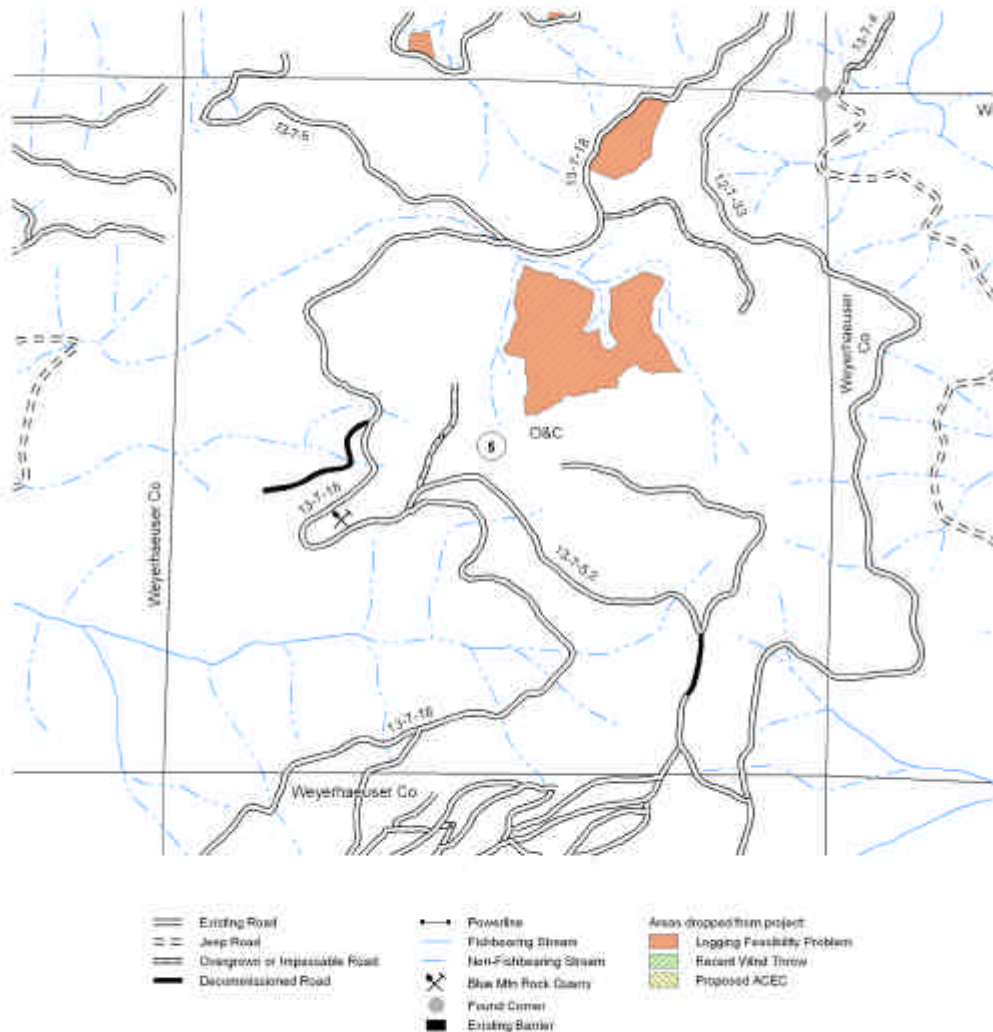 13-7-4
W
13-7-5
13-7-18
12-7-33
Weyerhaeuser
Co
O&C
5
13-7-18
Weyerhaeuser Co
13-7-5.2
13-7-18
Weyerhaeuser Co
Existing Road
Jeep Road
Overgrown or Impassable Road
Decommissioned Road
Powerline
Fishbearing Stream
Non-Fishbearing Stream
Blue Mtn Rock Quarry
Found Corner
Existing Barrier
Areas dropped from project:
Logging Feasibility Problem
Recent Wind Throw
Proposed ACEC